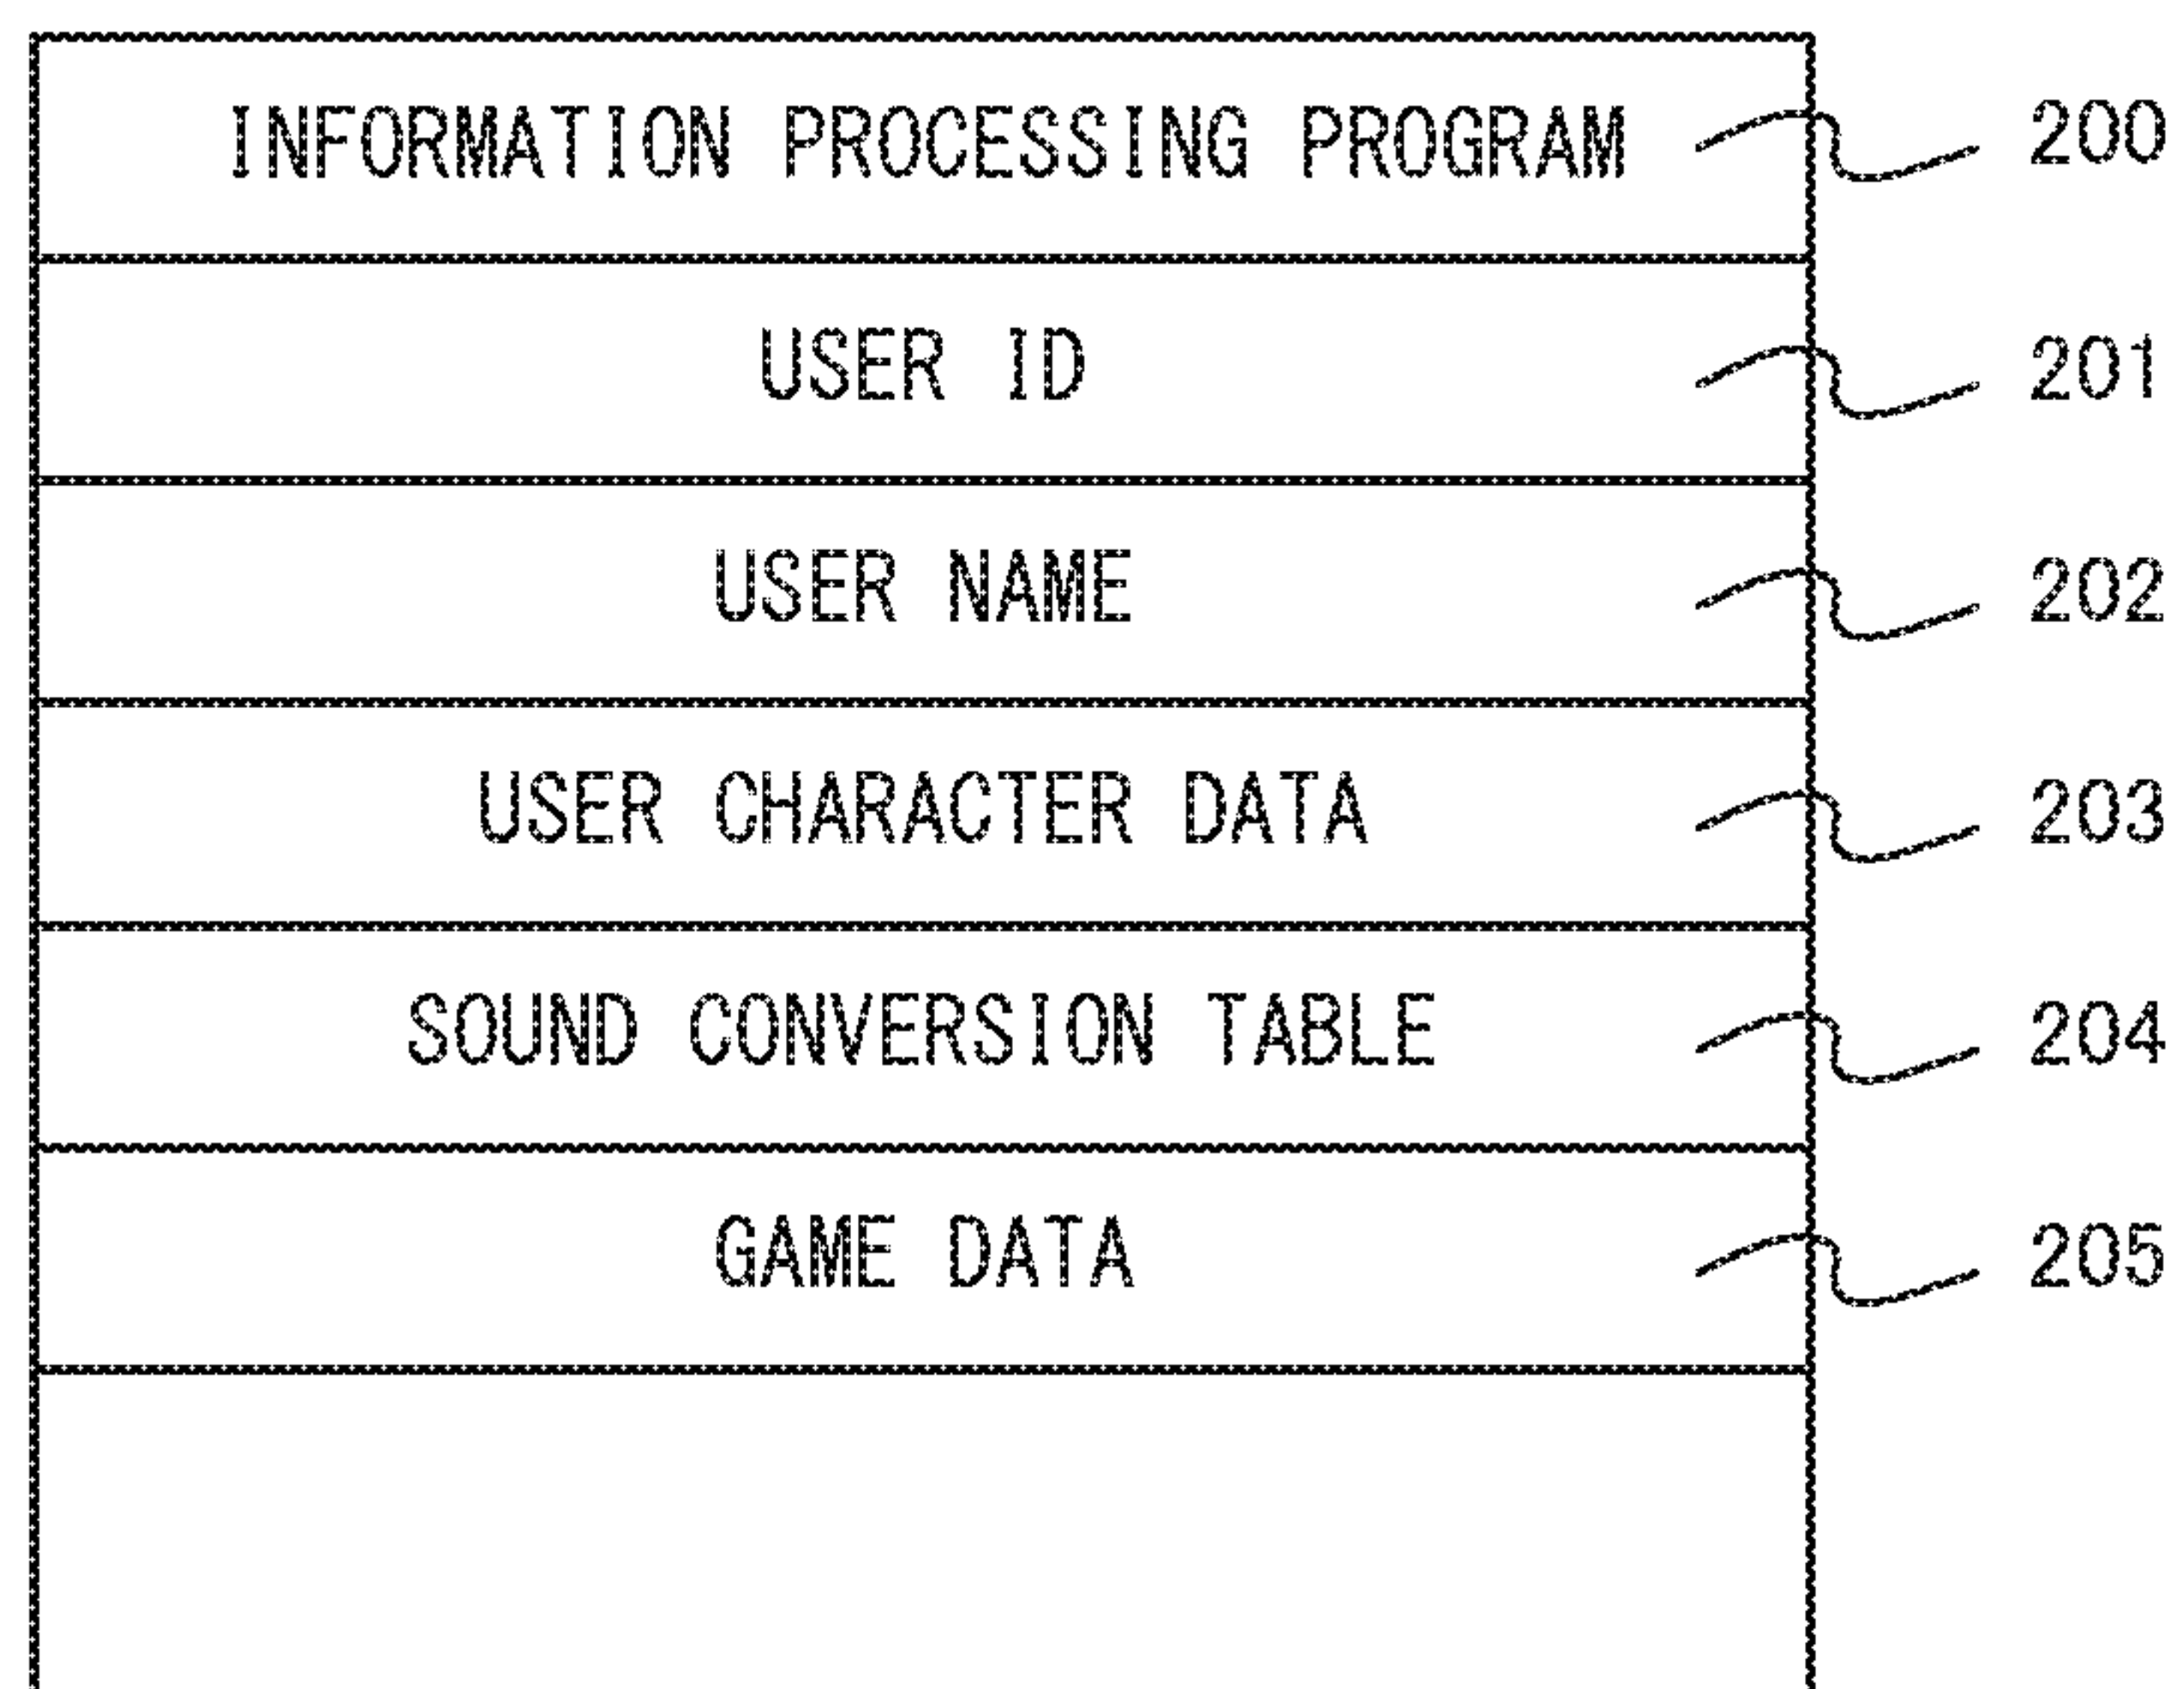 INFORMATION PROCESSING PROGRAM 200
USER ID 201
USER NAME 202
USER CHARACTER DATA 203
SOUND CONVERSION TABLE 204
GAME DATA 205